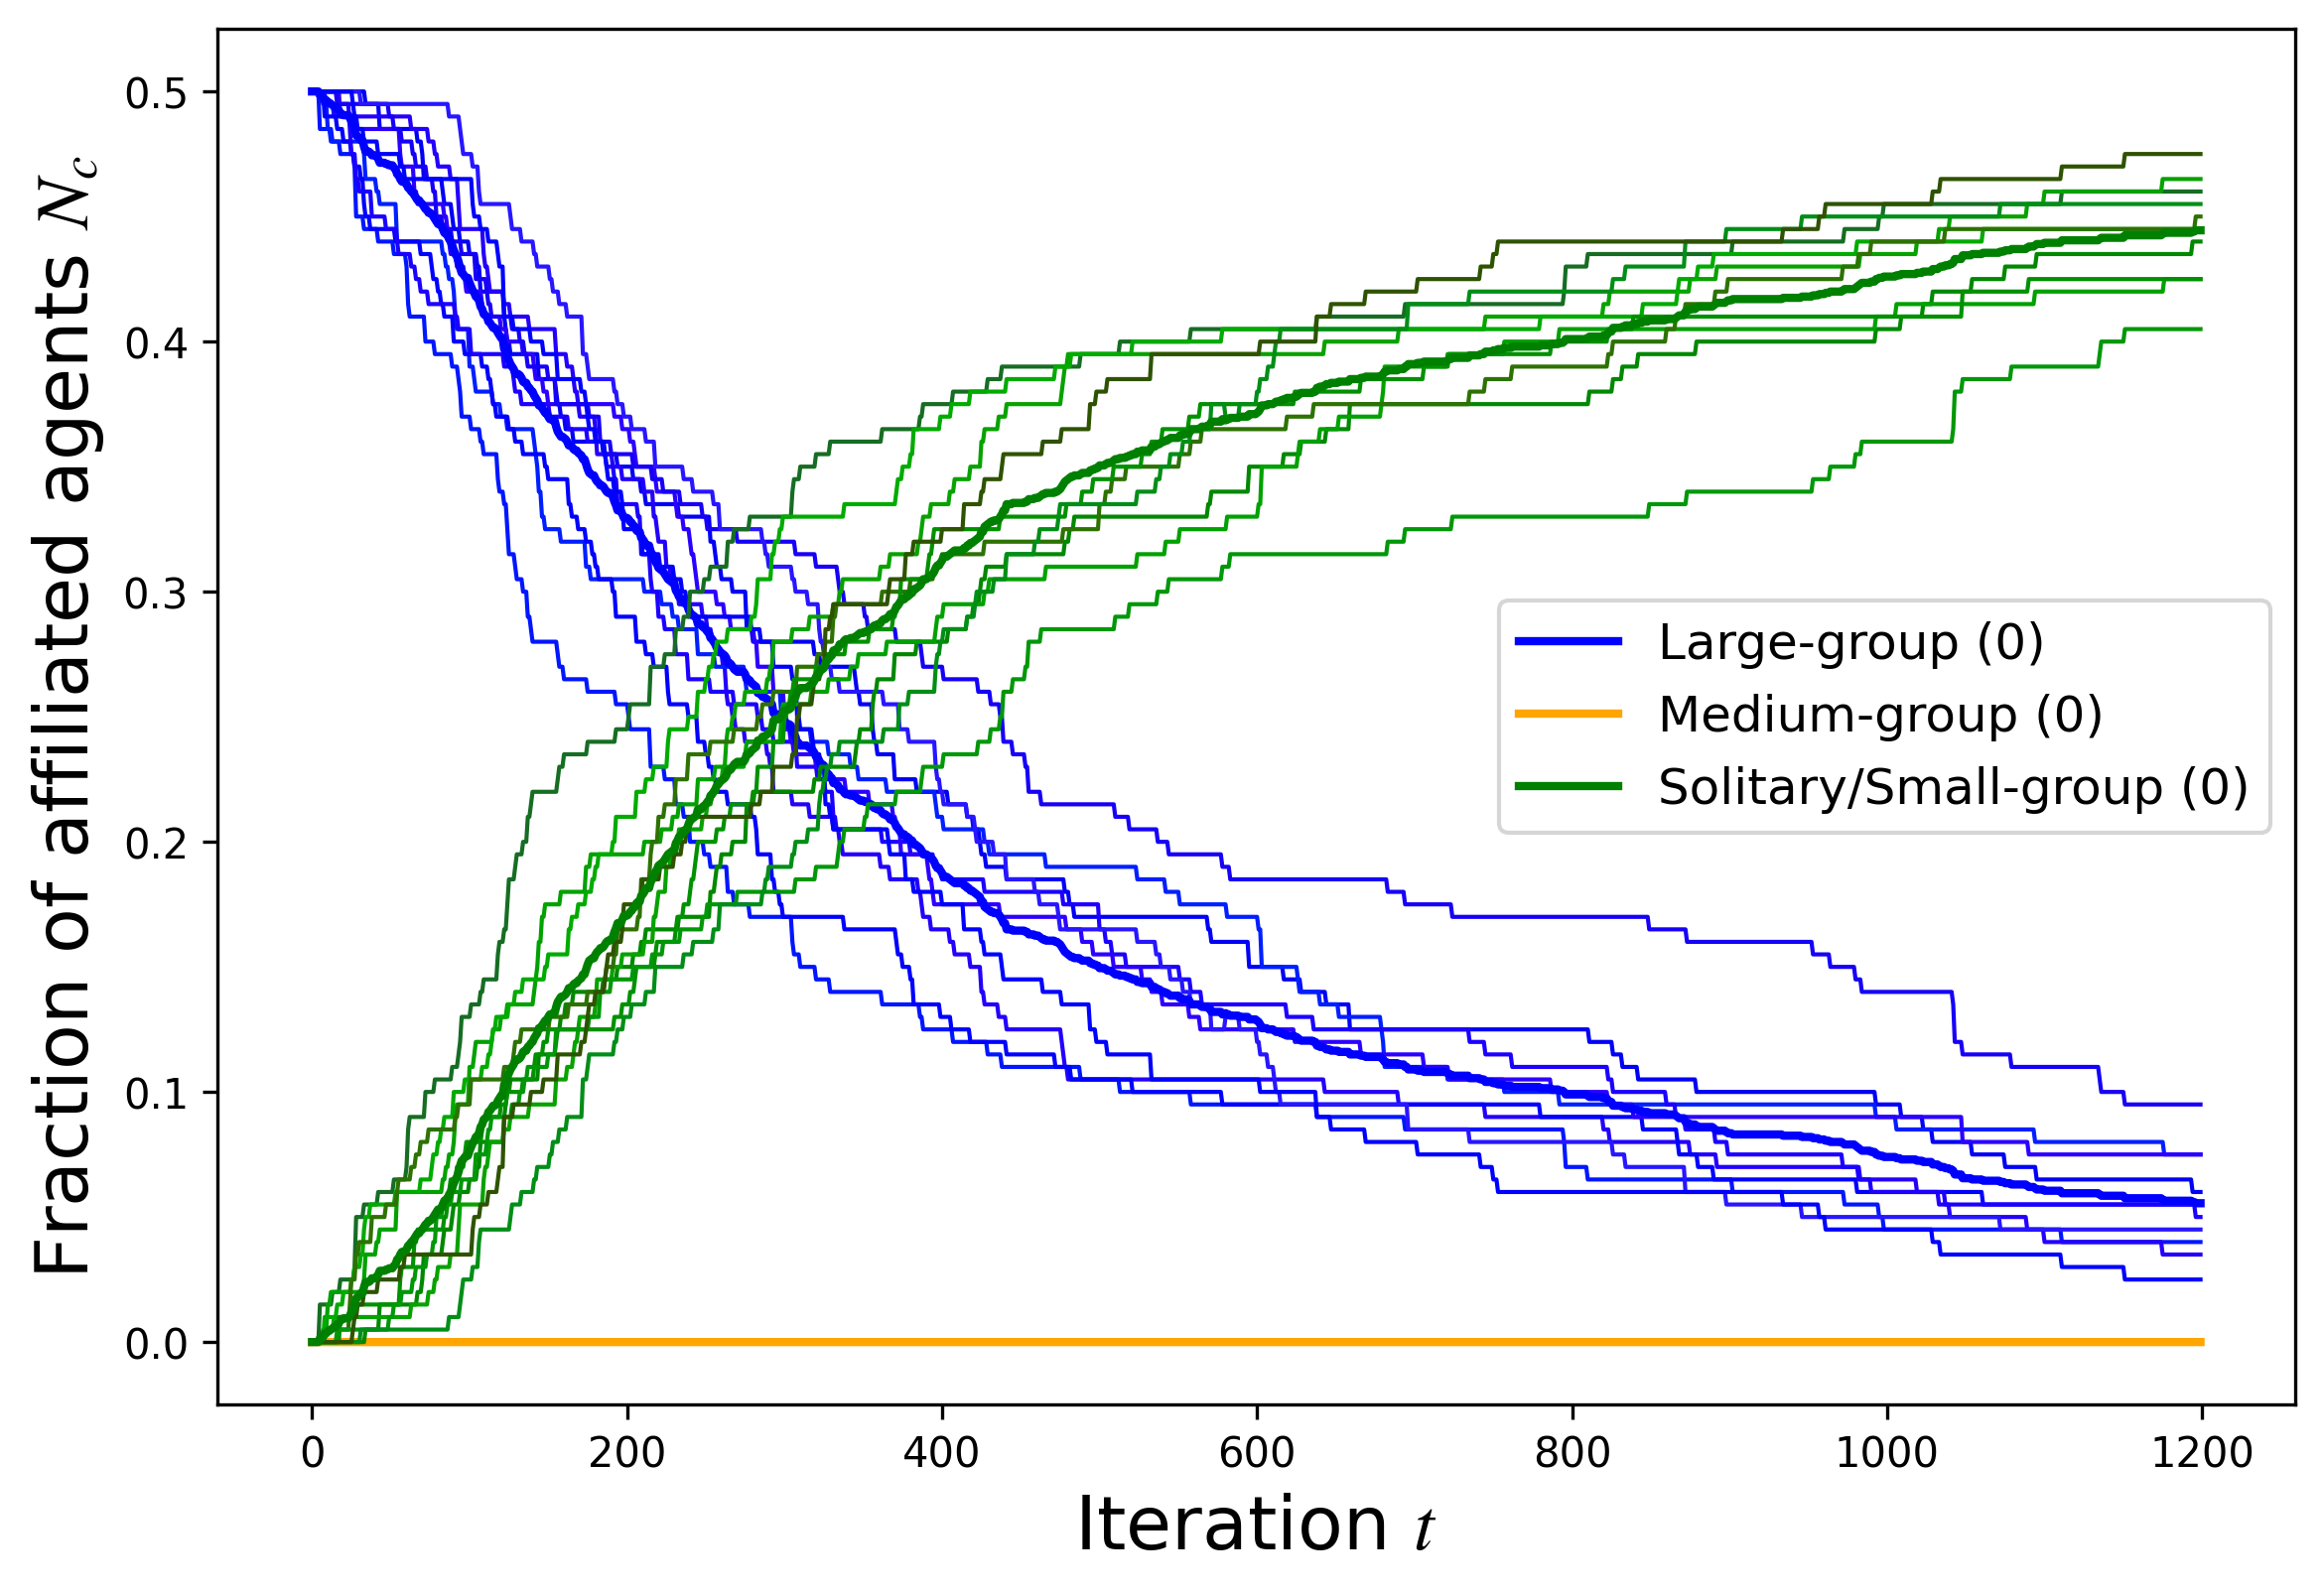 Fraction of affiliated agents N_c
0.5
0.4
0.3
0.2
0.1
0.0
Large-group (0)
Medium-group (0)
Solitary/Small-group (0)
0 200 400 600 800 1000 1200
Iteration t